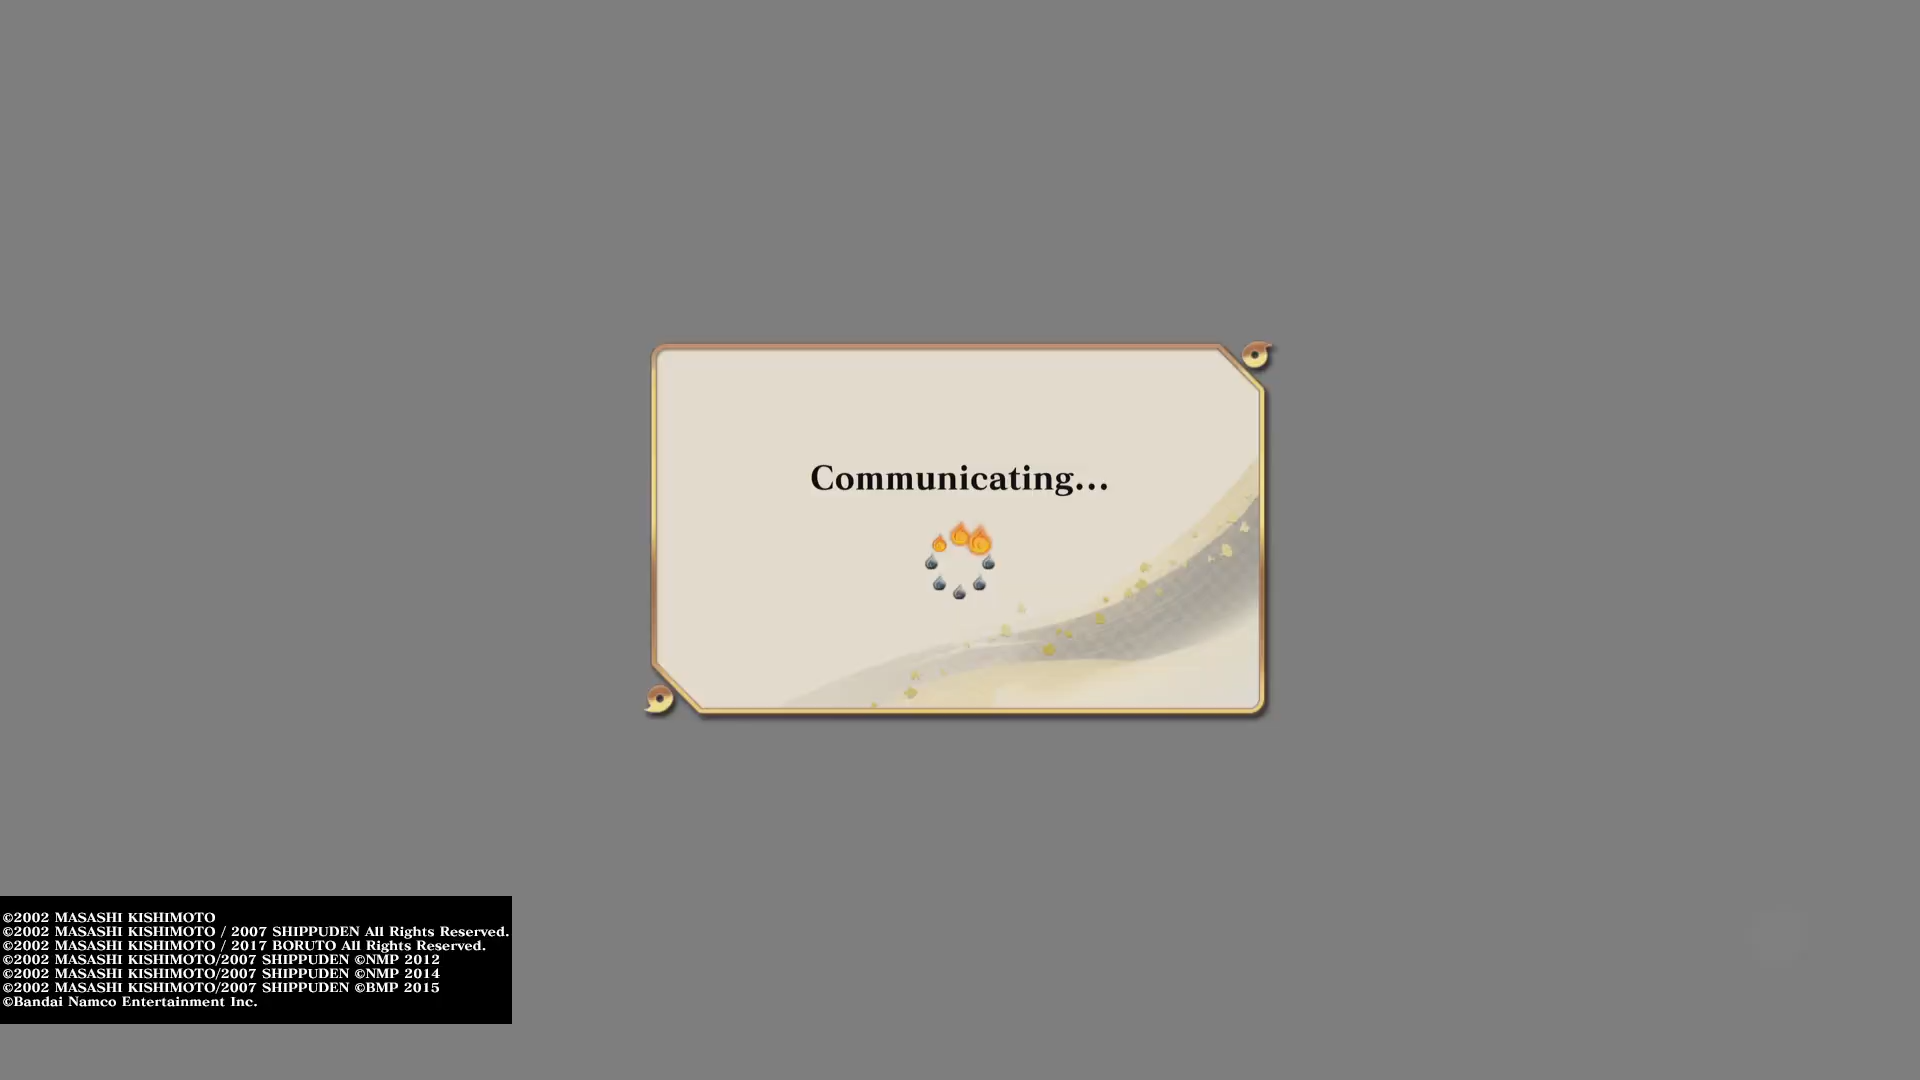 Communicating...
©2002 MASASHI KISHIMOTO
©2002 MASASHI KISHIMOTO / 2007 SHIPPUDEN All Rights Reserved.
©2002 MASASHI KISHIMOTO / 2017 BORUTO All Rights Reserved.
©2002 MASASHI KISHIMOTO/2007 SHIPPUDEN ©NMP 2012
©2002 MASASHI KISHIMOTO/2007 SHIPPUDEN ©NMP 2014
©2002 MASASHI KISHIMOTO/2007 SHIPPUDEN ©BMP 2015
©Bandai Namco Entertainment Inc.